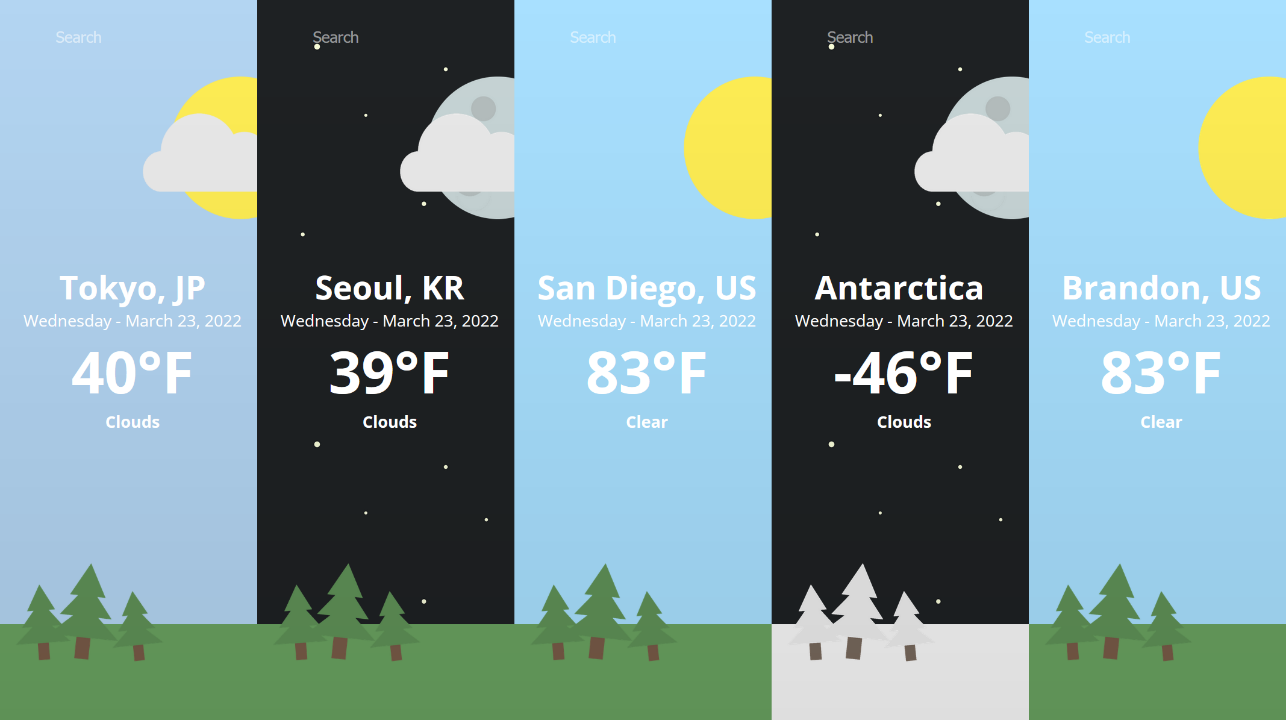 Search
Tokyo, JP
Wednesday - March 23, 2022
40°F
Clouds
Search
Seoul, KR
Wednesday - March 23, 2022
39°F
Clouds
Search
San Diego, US
Wednesday - March 23, 2022
83°F
Clear
Search
Antarctica
Wednesday - March 23, 2022
-46°F
Clouds
Search
Brandon, US
Wednesday - March 23, 2022
83°F
Clear